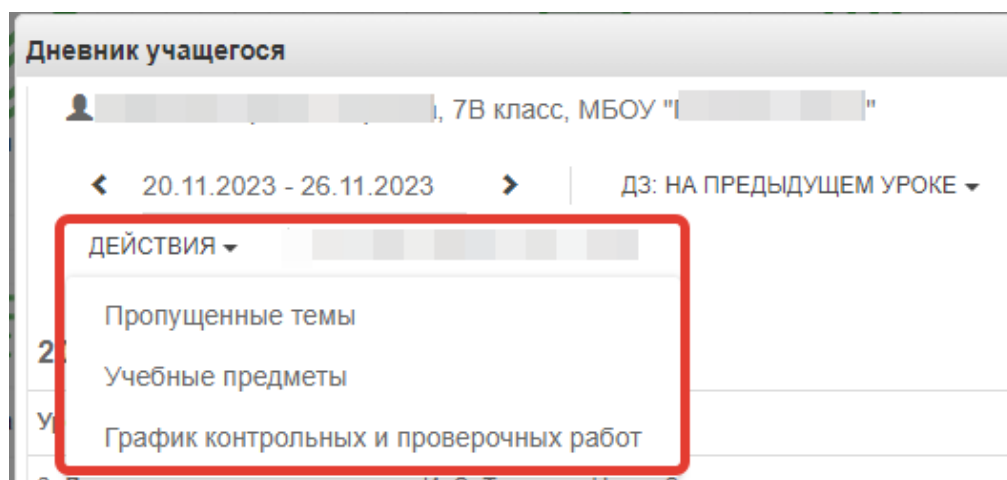 Дневник учащегося
, 7В класс, МБОУ "
"
20.11.2023 - 26.11.2023
ДЗ: НА ПРЕДЫДУЩЕМ УРОКЕ
ДЕЙСТВИЯ
Пропущенные темы
Учебные предметы
График контрольных и проверочных работ